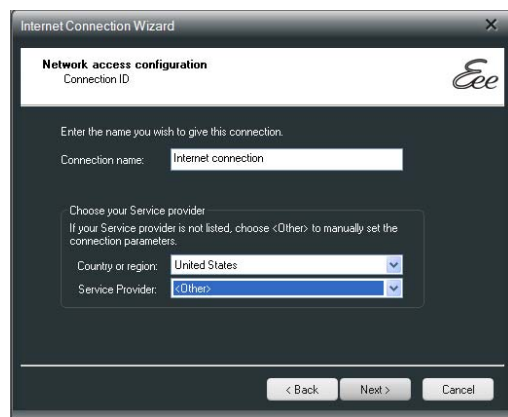 Internet Connection Wizard
Network access configuration
Connection ID
Eee
Enter the name you wish to give this connection.
Connection name: Internet connection
Choose your Service provider
If your Service provider is not listed, choose <Other> to manually set the
connection parameters.
Country or region: United States
Service Provider: <Other>
< Back Next > Cancel